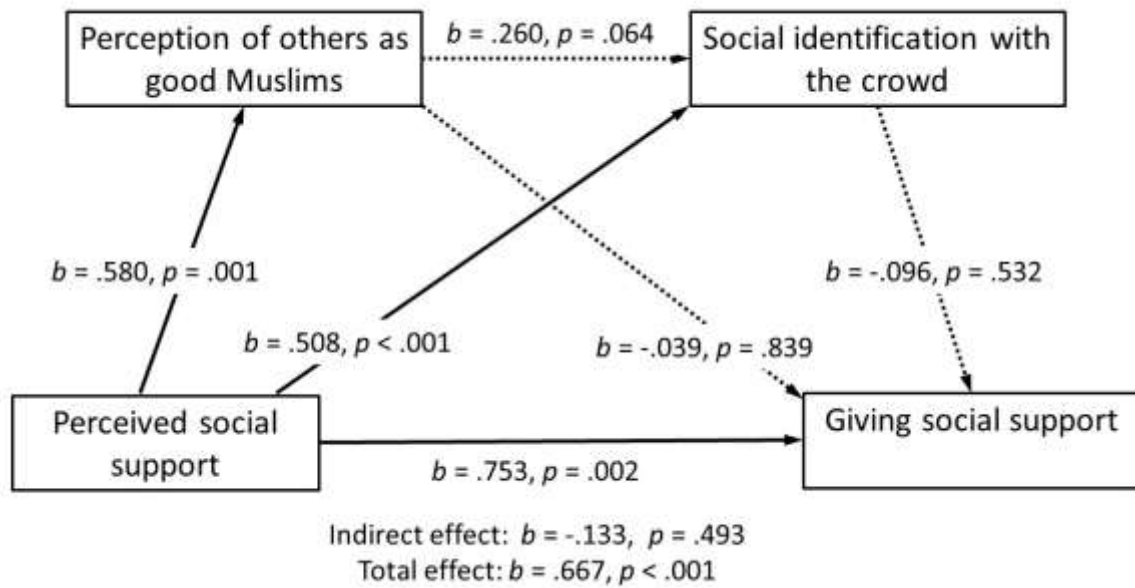 Perception of others as
good Muslims
b = .260, p = .064
Social identification with
the crowd
b = .580, p = .001
b = -.096, p = .532
b = .508, p < .001
b = -.039, p = .839
Perceived social
support
Giving social support
b = .753, p = .002
Indirect effect: b = -.133, p = .493
Total effect: b = .667, p < .001